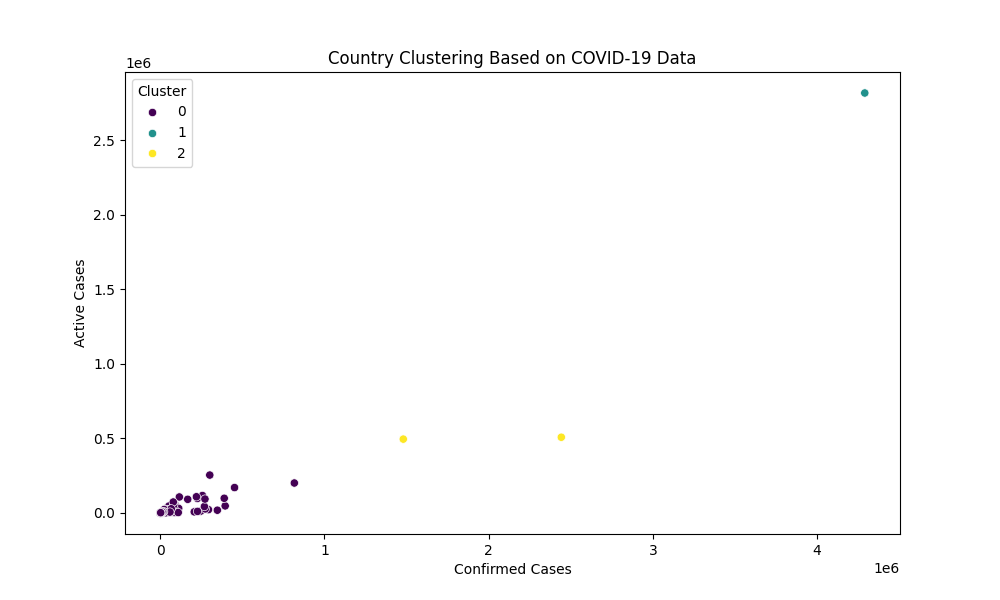 Country Clustering Based on COVID-19 Data
1e6
Cluster
0
1
2
2.5
2.0
1.5
1.0
0.5
0.0
Active Cases
0 1 2 3 4
1e6
Confirmed Cases